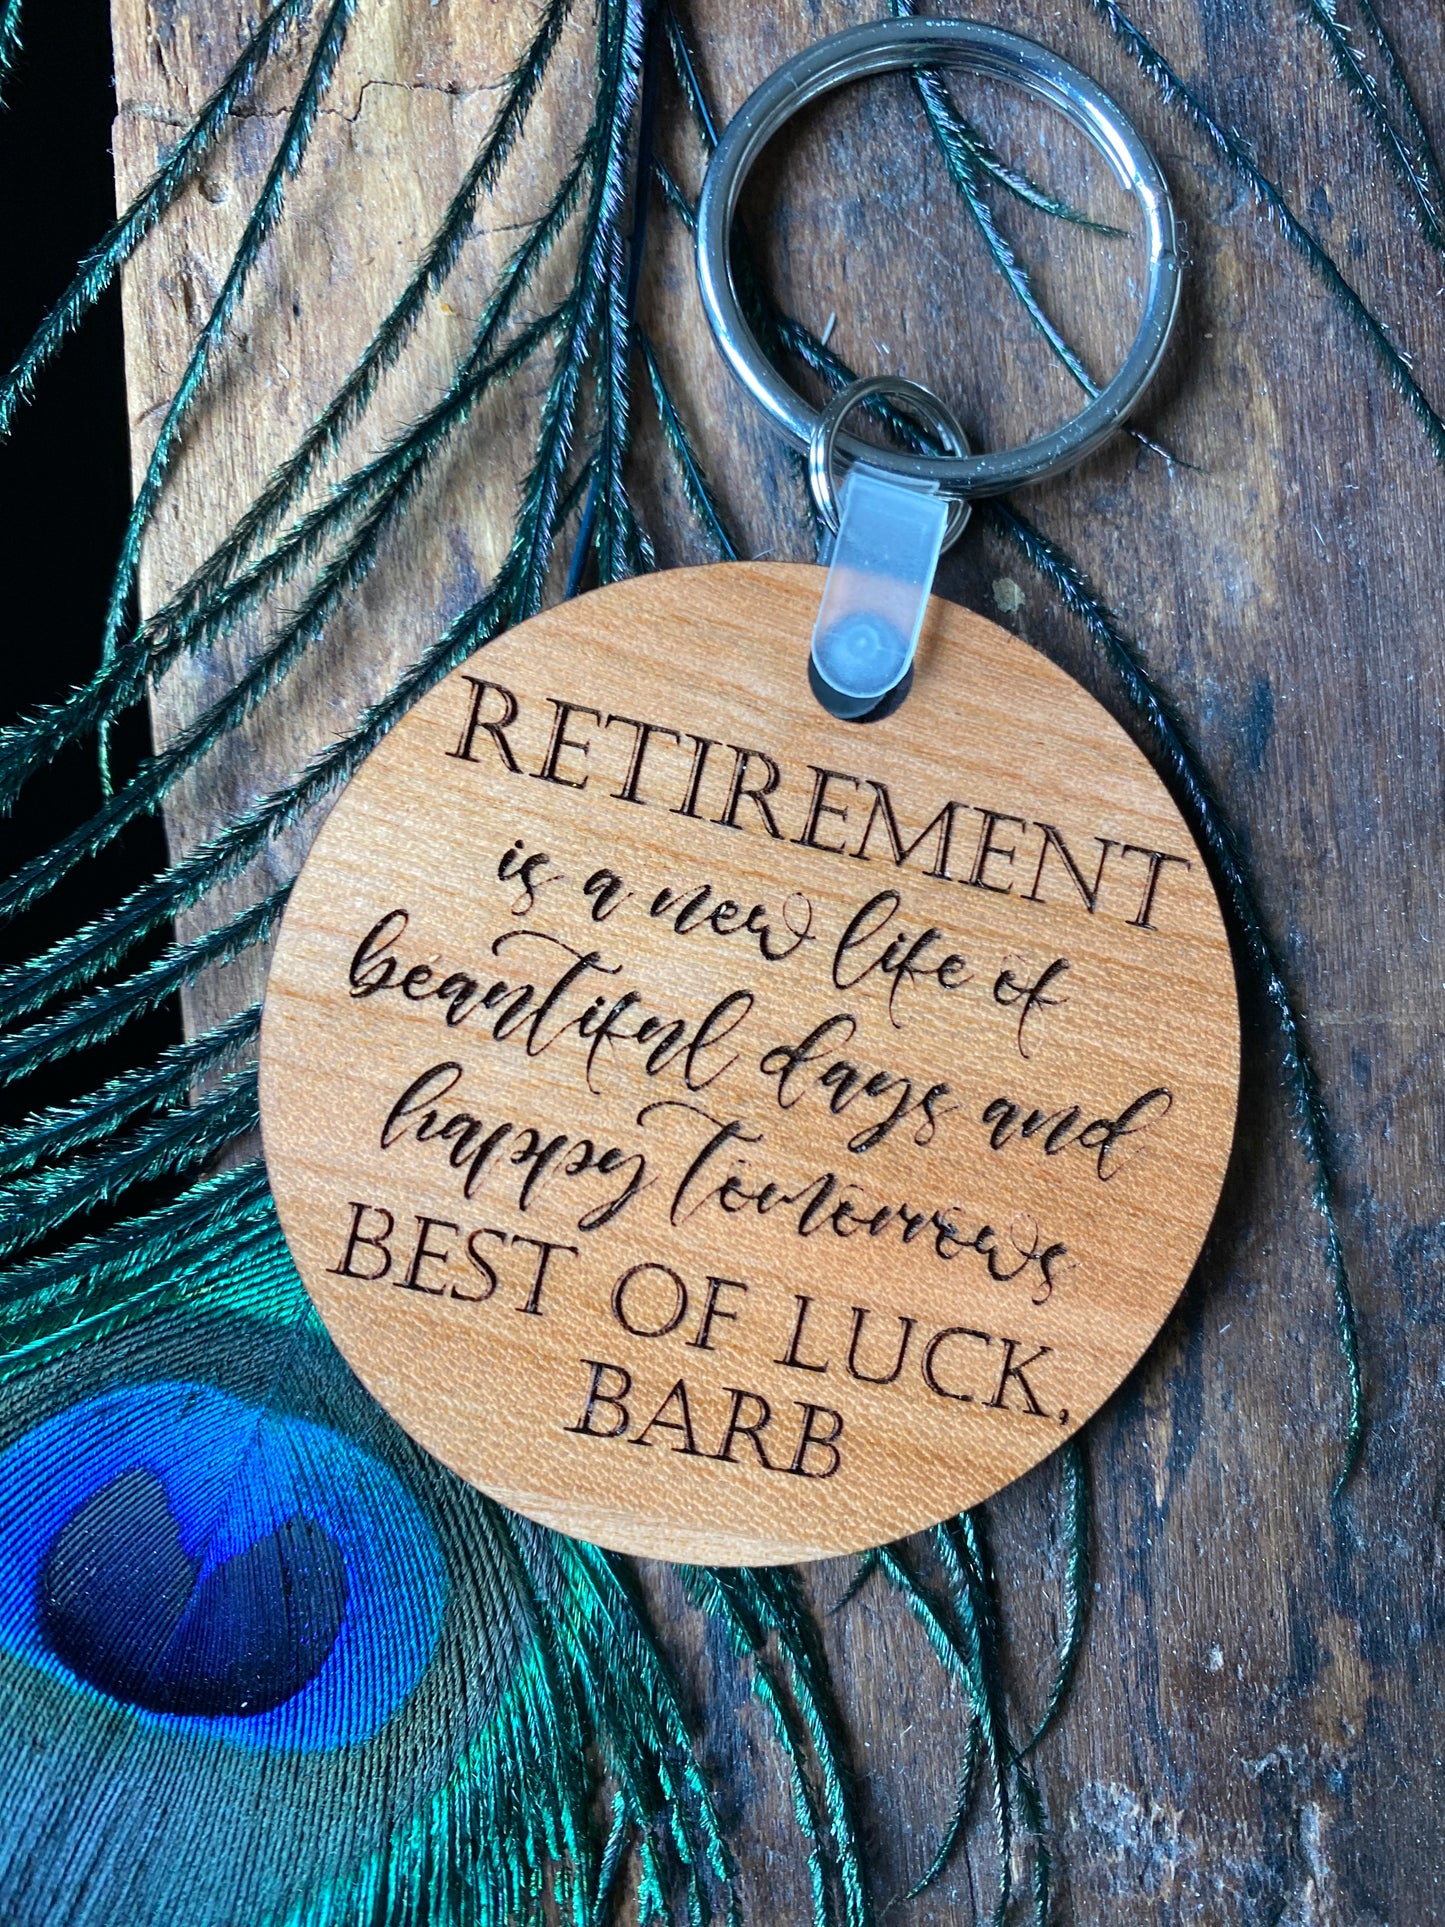 RETIREMENT
is a new life of
beautiful days and
happy tomorrows
BEST OF LUCK,
BARB